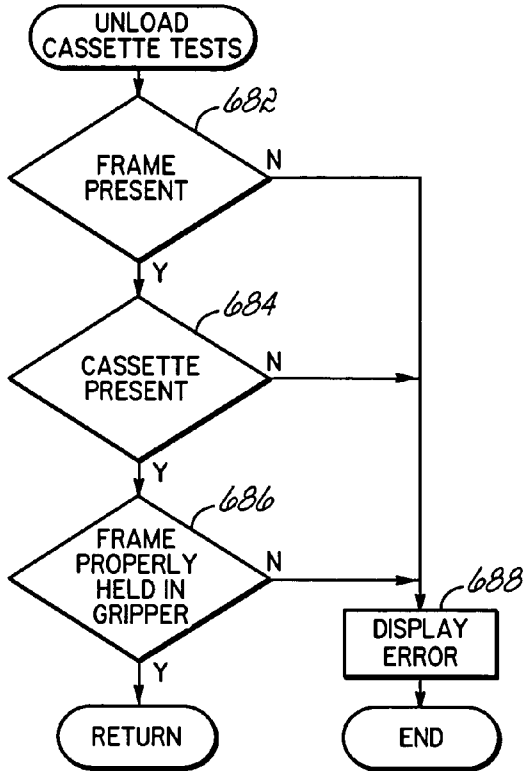 UNLOAD
CASSETTE TESTS
682
FRAME
PRESENT
N
Y
684
CASSETTE
PRESENT
N
Y
686
FRAME
PROPERLY
HELD IN
GRIPPER
N
Y
688
DISPLAY
ERROR
RETURN
END